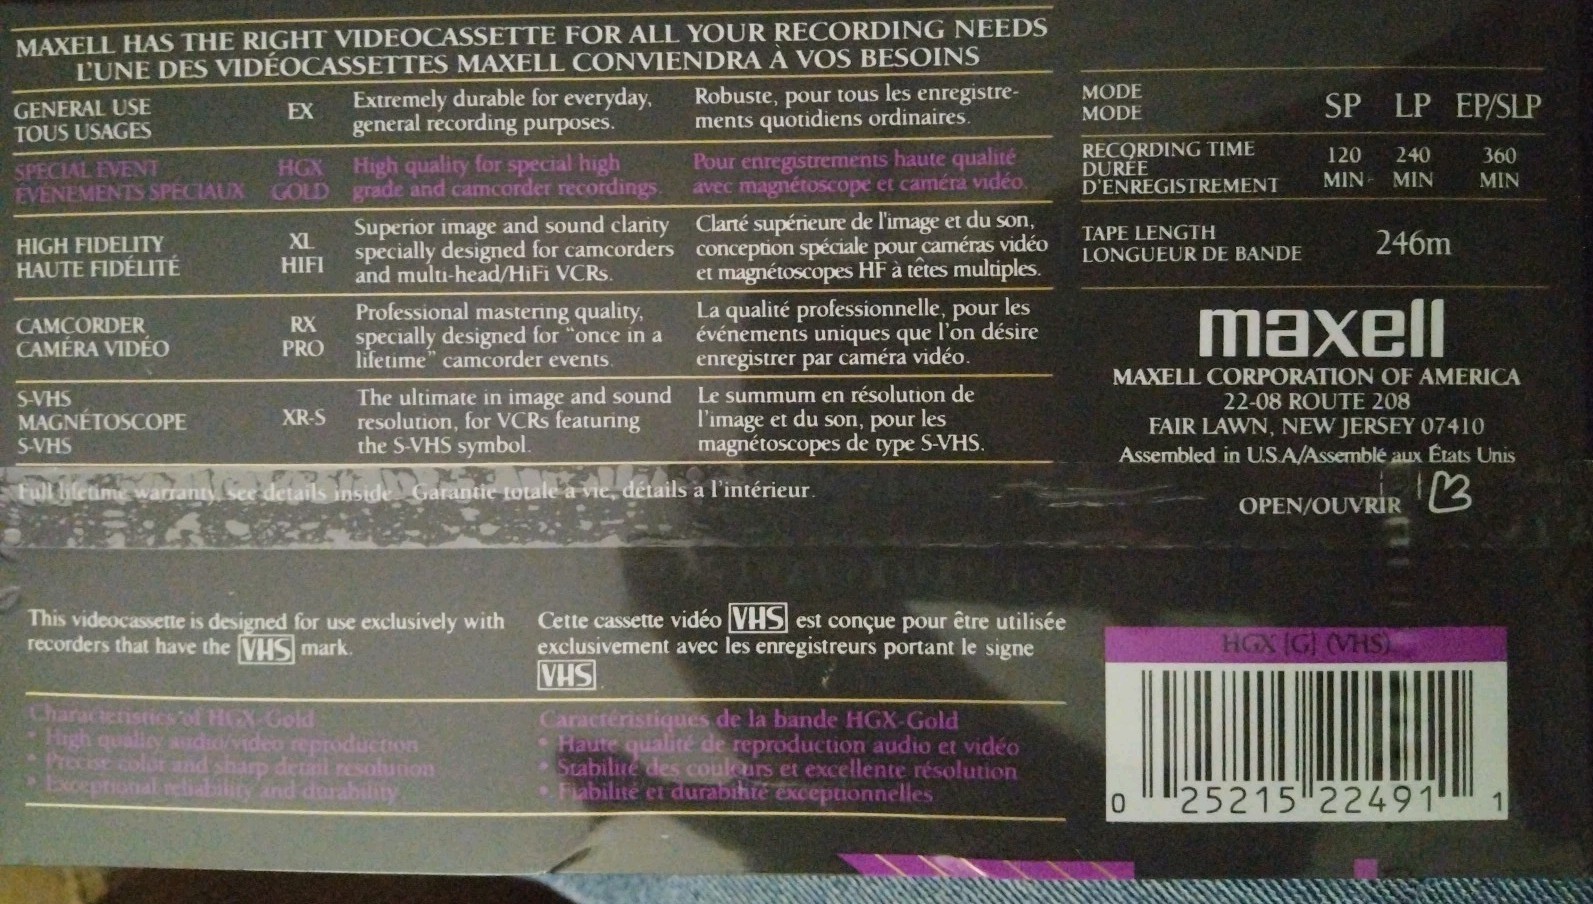 MAXELL HAS THE RIGHT VIDEOCASSETTE FOR ALL YOUR RECORDING NEEDS
L'UNE DES VIDÉOCASSETTES MAXELL CONVIENDRA À VOS BESOINS
GENERAL USE
TOUS USAGES
EX
Extremely durable for everyday,
general recording purposes.
Robuste, pour tous les enregistre-
ments quotidiens ordinaires.
SPECIAL EVENT
ÉVÉNEMENTS SPÉCIAUX
HGX
GOLD
High quality for special high
grade and camcorder recordings.
Pour enregistrements haute qualité
avec magnétoscope et caméra vidéo.
HIGH FIDELITY
HAUTE FIDÉLITÉ
XL
HIFI
Superior image and sound clarity
specially designed for camcorders
and multi-head/HiFi VCRs.
Clarté supérieure de l'image et du son,
conception spéciale pour caméras vidéo
et magnétoscopes HF à têtes multiples.
CAMCORDER
CAMÉRA VIDÉO
RX
PRO
Professional mastering quality,
specially designed for “once in a
lifetime” camcorder events.
La qualité professionnelle, pour les
événements uniques que l'on désire
enregistrer par caméra vidéo.
S-VHS
MAGNÉTOSCOPE
S-VHS
XR-S
The ultimate in image and sound
resolution, for VCRs featuring
the S-VHS symbol.
Le summum en résolution de
l'image et du son, pour les
magnétoscopes de type S-VHS.
Full lifetime warranty, see details inside. Garantie totale à vie, détails a l'intérieur.
MODE
MODE
SP LP EP/SLP
RECORDING TIME
DURÉE
D'ENREGISTREMENT
120 240 360
MIN MIN MIN
TAPE LENGTH
LONGUEUR DE BANDE
246m
maxell
MAXELL CORPORATION OF AMERICA
22-08 ROUTE 208
FAIR LAWN, NEW JERSEY 07410
Assembled in U.S.A/Assemblé aux États Unis
OPEN/OUVRIR
This videocassette is designed for use exclusively with
recorders that have the VHS mark.
Cette cassette vidéo VHS est conçue pour être utilisée
exclusivement avec les enregistreurs portant le signe
VHS
Characteristics of HGX-Gold
• High quality audio/video reproduction
• Precise color and sharp detail resolution
• Exceptional reliability and durability
Caractéristiques de la bande HGX-Gold
• Haute qualité de reproduction audio et vidéo
• Stabilité des couleurs et excellente résolution
• Fiabilité et durabilité exceptionnelles
HGX [G] (VHS)
0 25215 22491 1